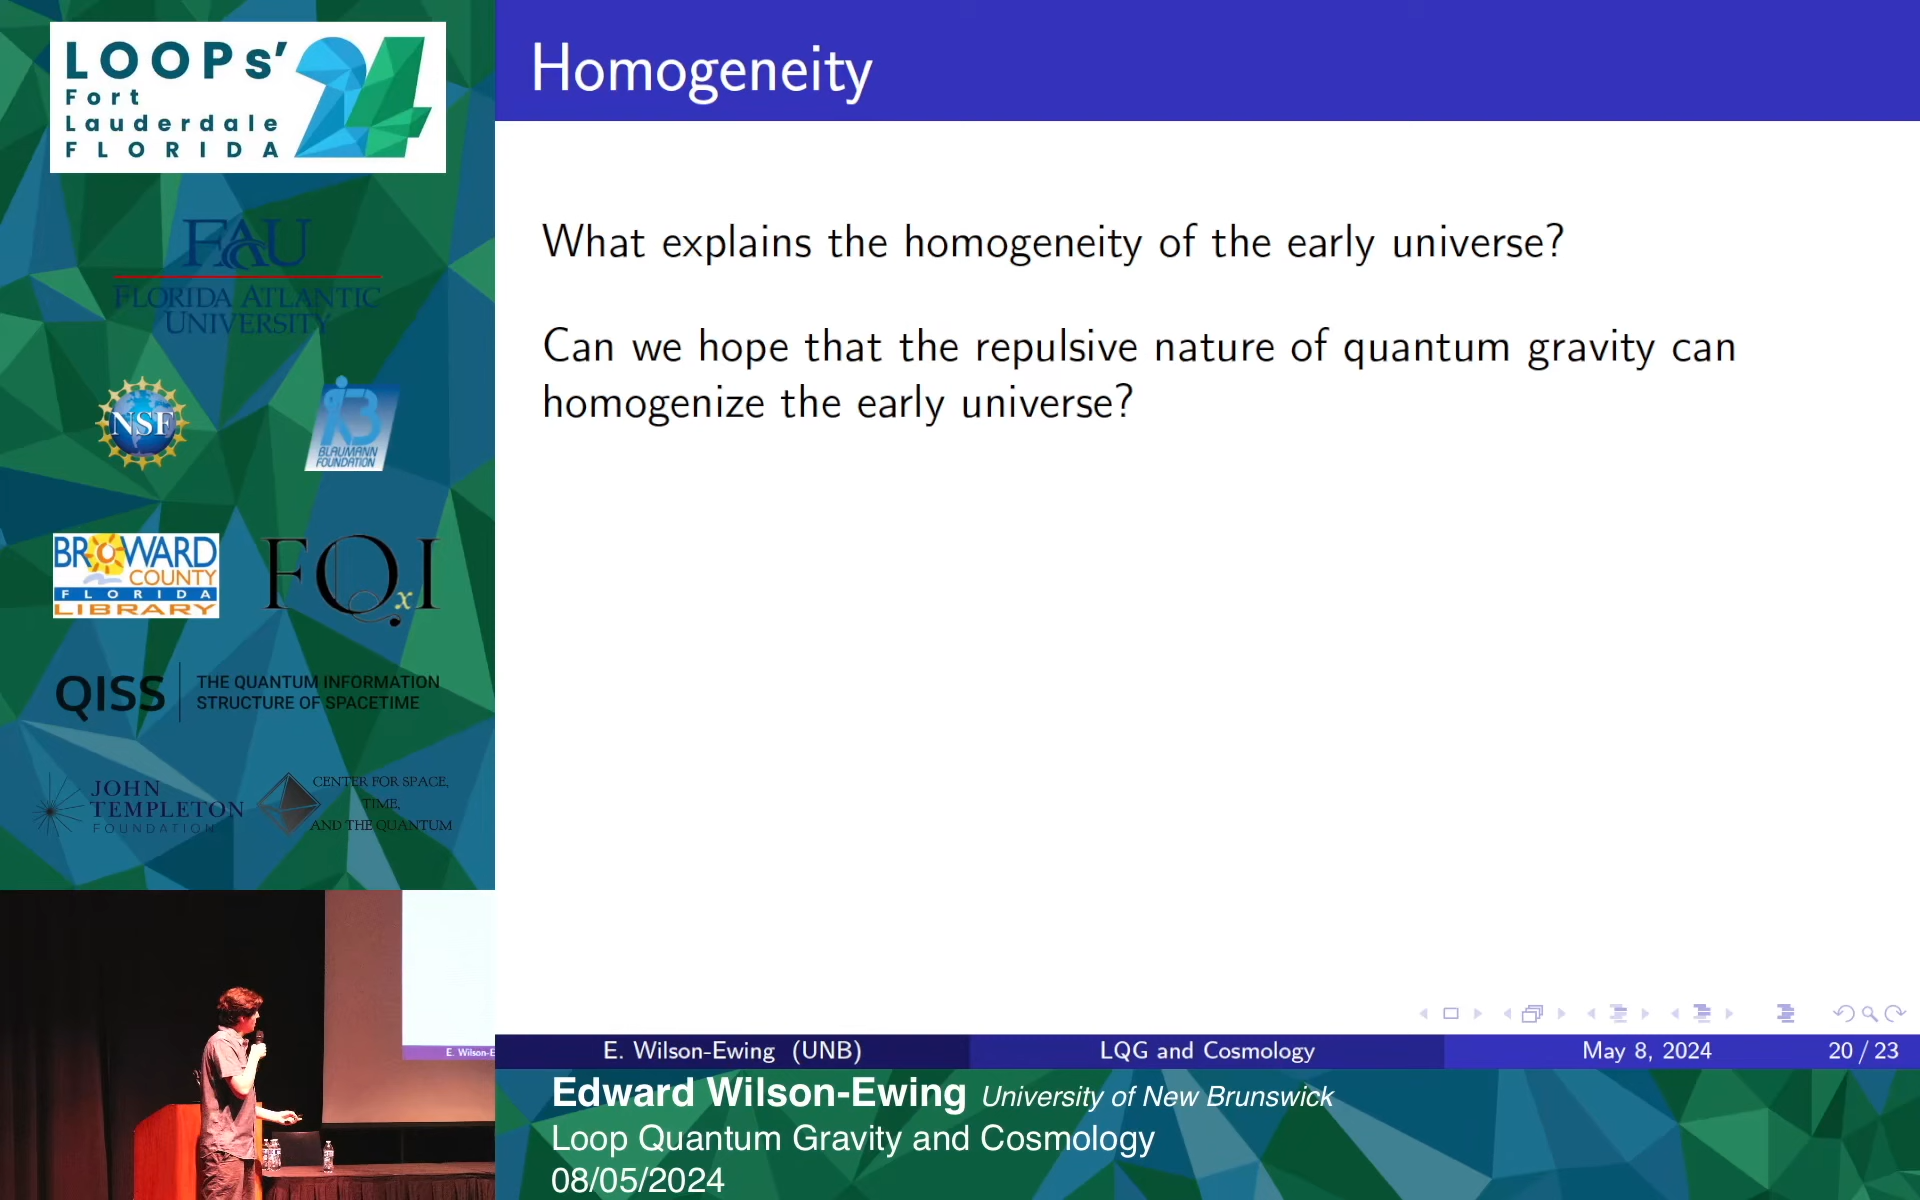 LOOPs'24
Fort
Lauderdale
FLORIDA
FAU
FLORIDA ATLANTIC
UNIVERSITY
NSF
BLAUMANN
FOUNDATION
BROWARD
COUNTY
FLORIDA
LIBRARY
FQxI
QISS
THE QUANTUM INFORMATION
STRUCTURE OF SPACETIME
JOHN
TEMPLETON
FOUNDATION
CENTER FOR SPACE,
TIME,
AND THE QUANTUM
Homogeneity
What explains the homogeneity of the early universe?
Can we hope that the repulsive nature of quantum gravity can
homogenize the early universe?
E. Wilson-E
E. Wilson-Ewing (UNB)
LQG and Cosmology
May 8, 2024
20 / 23
Edward Wilson-Ewing University of New Brunswick
Loop Quantum Gravity and Cosmology
08/05/2024